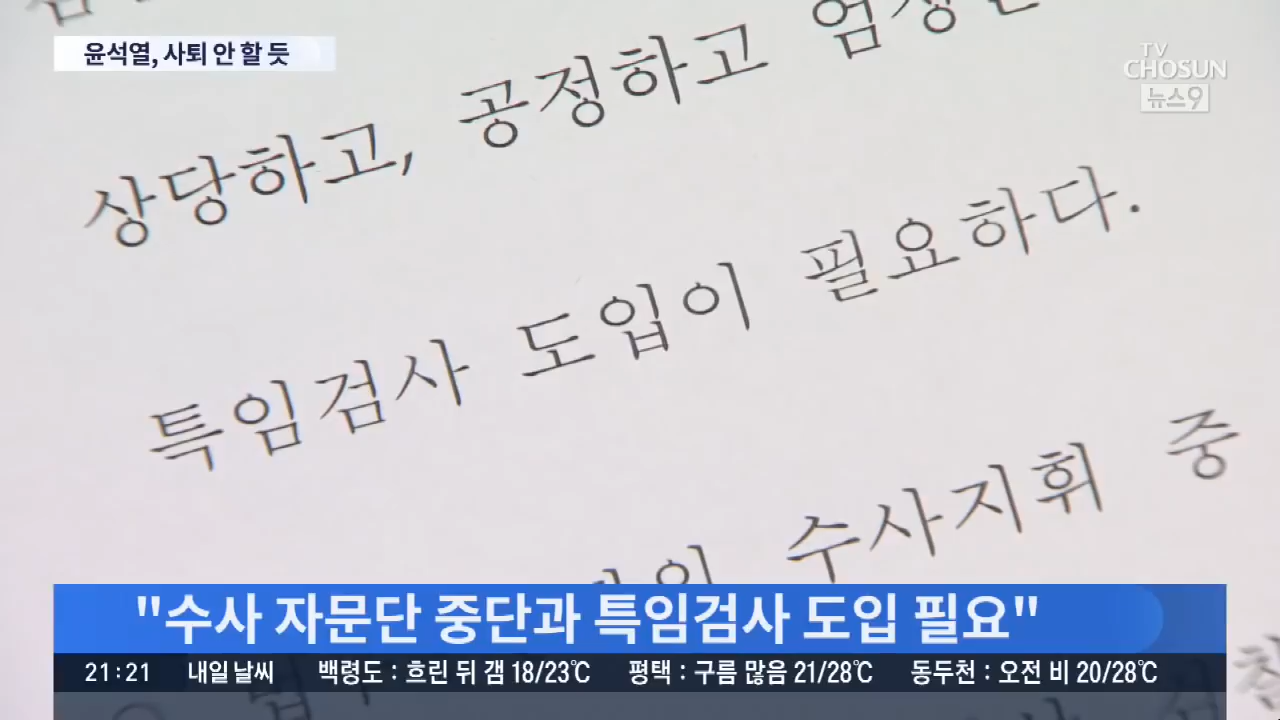 윤석열, 사퇴 안 할 듯
TV
CHOSUN
뉴스9
상당하고, 공정하고
특임검사 도입이 필요하다.
수사지휘 중
"수사 자문단 중단과 특임검사 도입 필요"
21:21 내일 날씨 백령도 : 흐린 뒤 갬 18/23℃ 평택 : 구름 많음 21/28℃ 동두천 : 오전 비 20/28℃